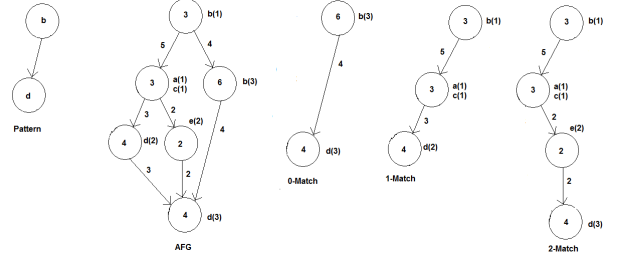 b
d
Pattern
3 b(1)
5 4
3 a(1) c(1)
6 b(3)
3 2
e(2)
4 d(2)
2
4
3 2
4 d(3)
AFG
6 b(3)
4
4 d(3)
0-Match
3 b(1)
5
3 a(1)
c(1)
3
4 d(2)
1-Match
3 b(1)
5
3 a(1)
c(1)
2
e(2)
2
2
4 d(3)
2-Match